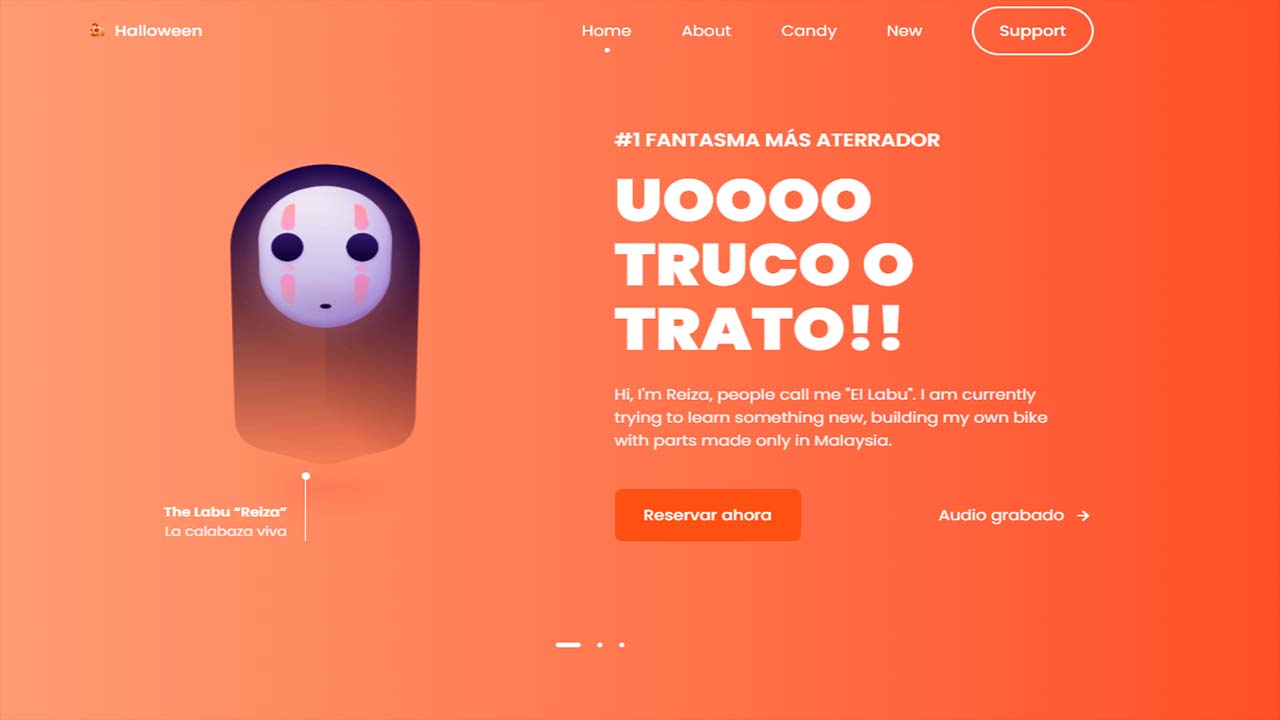 Halloween
Home
About
Candy
New
Support
#1 FANTASMA MÁS ATERRADOR
UOOOO
TRUCO O
TRATO!!
Hi, I'm Reiza, people call me "El Labu". I am currently
trying to learn something new, building my own bike
with parts made only in Malaysia.
Reservar ahora
Audio grabado →
The Labu “Reiza”
La calabaza viva